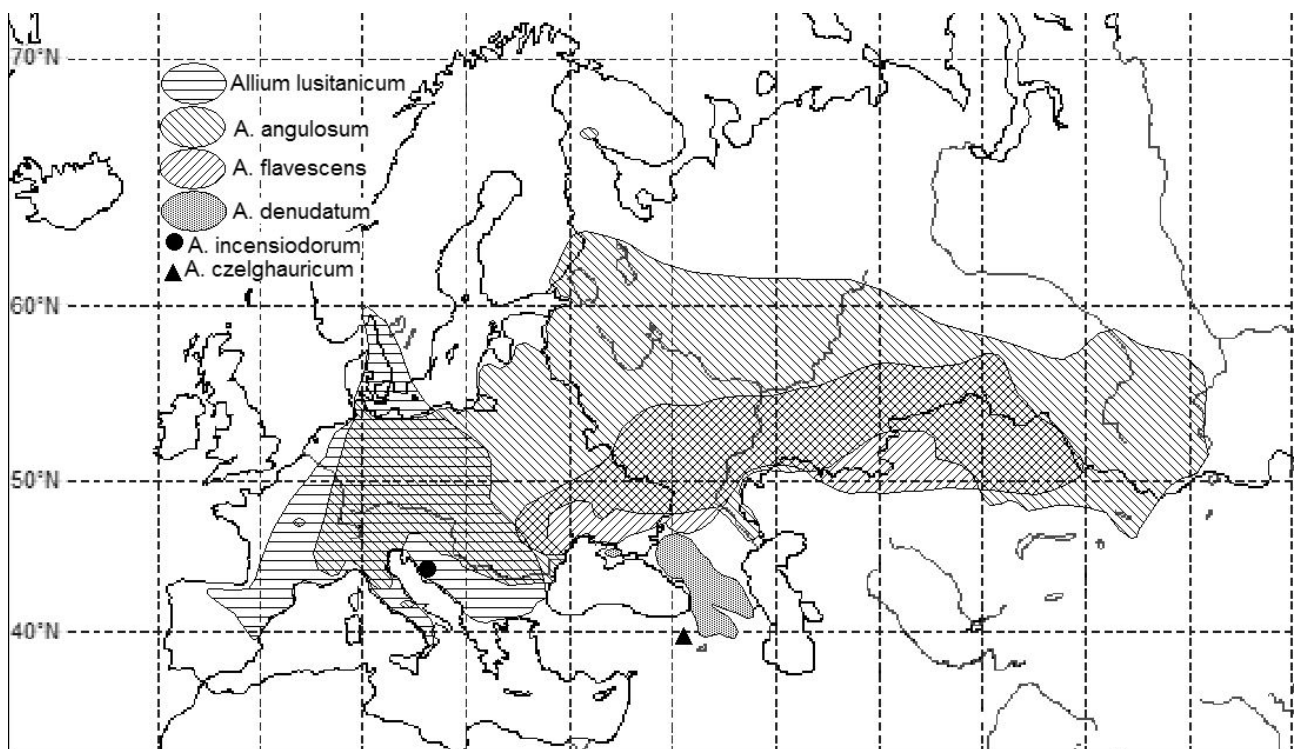 70°N
Allium lusitanicum
A. angulosum
A. flavescens
A. denudatum
A. incensiodorum
A. czelghauricum
60°N
50°N
40°N